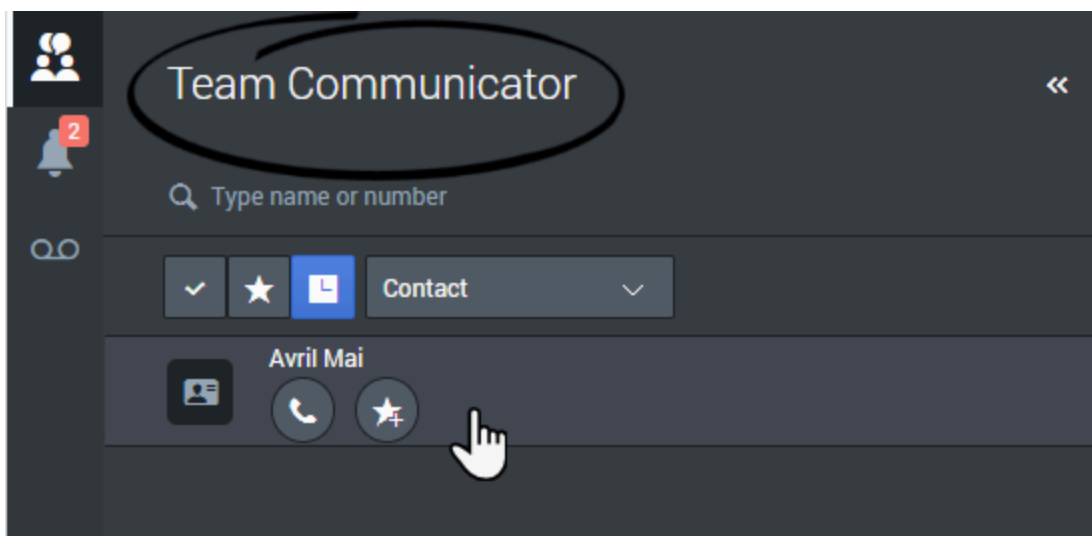 Team Communicator
2
Type name or number
Contact
Avril Mai